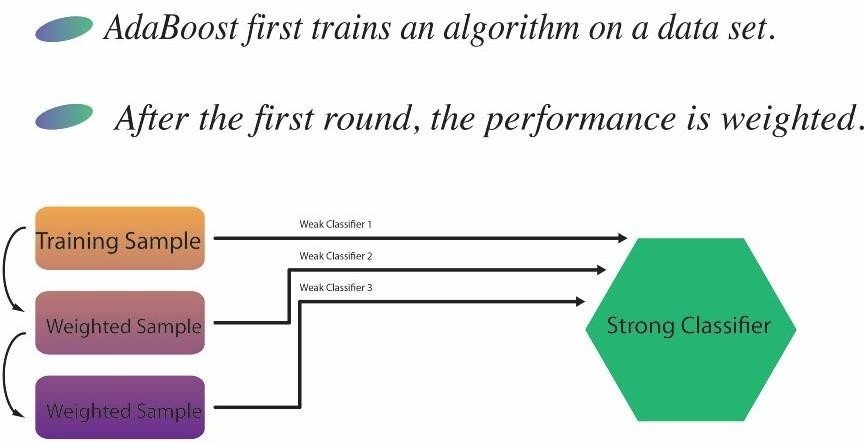 AdaBoost first trains an algorithm on a data set.
After the first round, the performance is weighted.
Training Sample
Weak Classifier 1
Weak Classifier 2
Weak Classifier 3
Weighted Sample
Strong Classifier
Weighted Sample